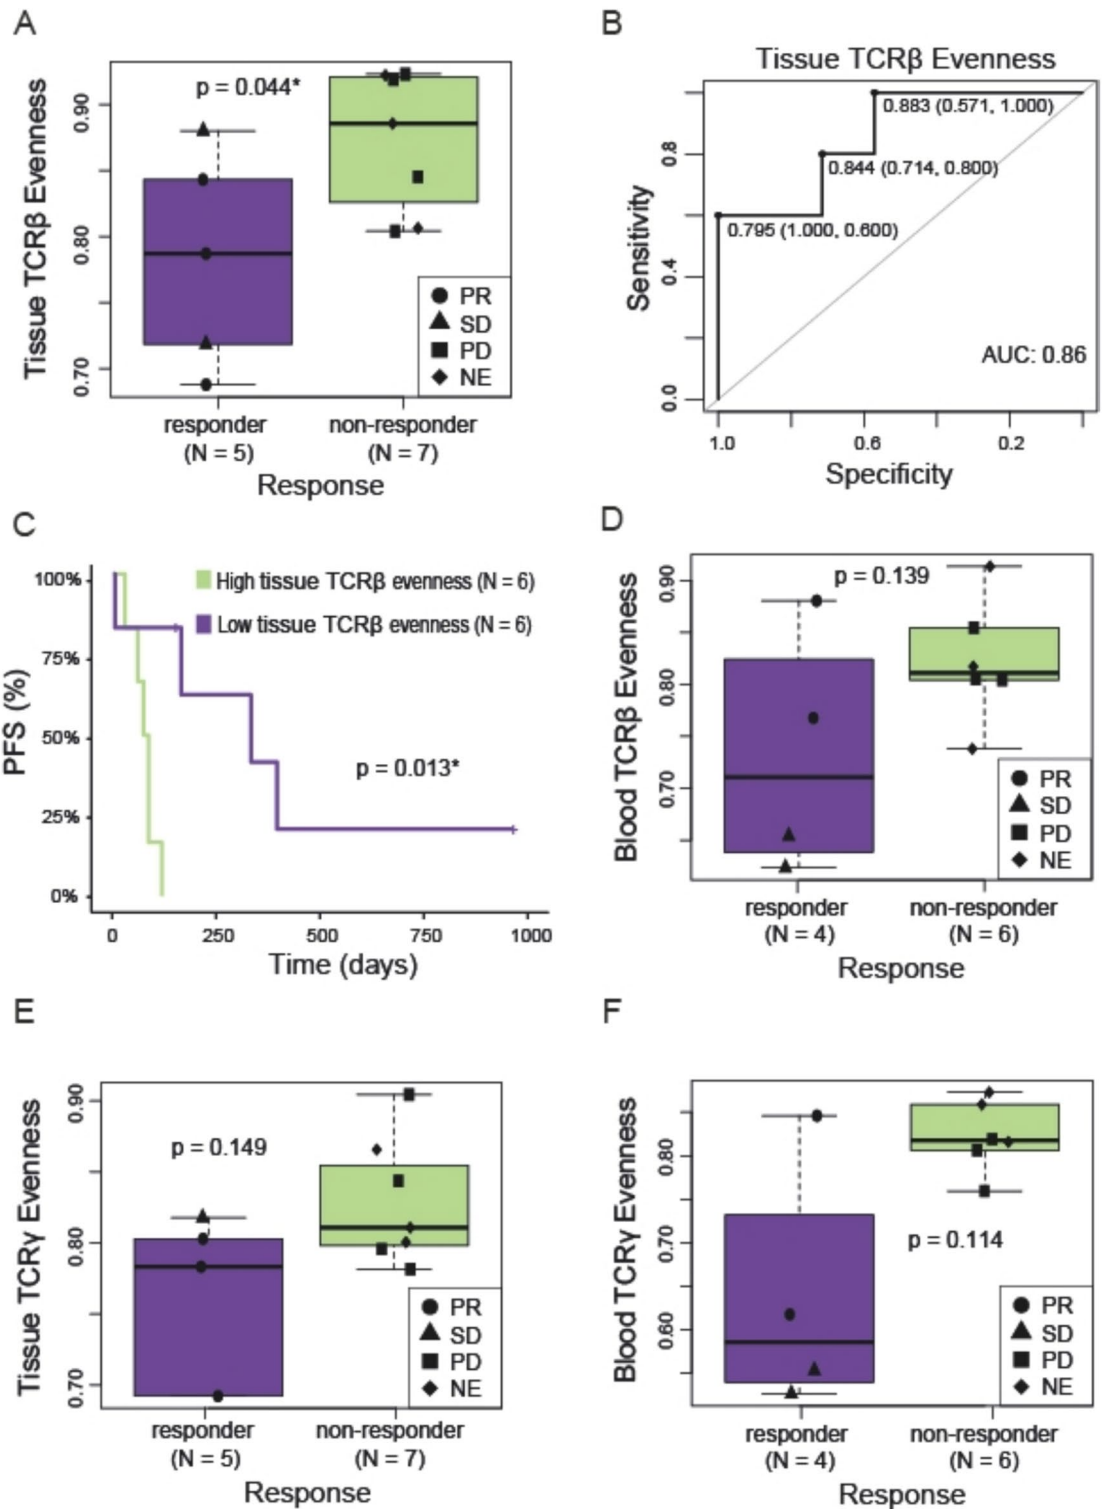 A
p = 0.044*
Tissue TCRβ Evenness
0.90
0.80
0.70
PR
SD
PD
NE
responder
(N = 5)
non-responder
(N = 7)
Response
B
Tissue TCRβ Evenness
0.883 (0.571, 1.000)
0.844 (0.714, 0.800)
0.795 (1.000, 0.600)
AUC: 0.86
Sensitivity
0.8
0.4
0.0
1.0
0.6
0.2
Specificity
C
High tissue TCRβ evenness (N = 6)
Low tissue TCRβ evenness (N = 6)
p = 0.013*
PFS (%)
100%
75%
50%
25%
0%
0
250
500
750
1000
Time (days)
D
p = 0.139
Blood TCRβ Evenness
0.90
0.80
0.70
PR
SD
PD
NE
responder
(N = 4)
non-responder
(N = 6)
Response
E
p = 0.149
Tissue TCRγ Evenness
0.90
0.80
0.70
PR
SD
PD
NE
responder
(N = 5)
non-responder
(N = 7)
Response
F
p = 0.114
Blood TCRγ Evenness
0.80
0.70
0.60
PR
SD
PD
NE
responder
(N = 4)
non-responder
(N = 6)
Response